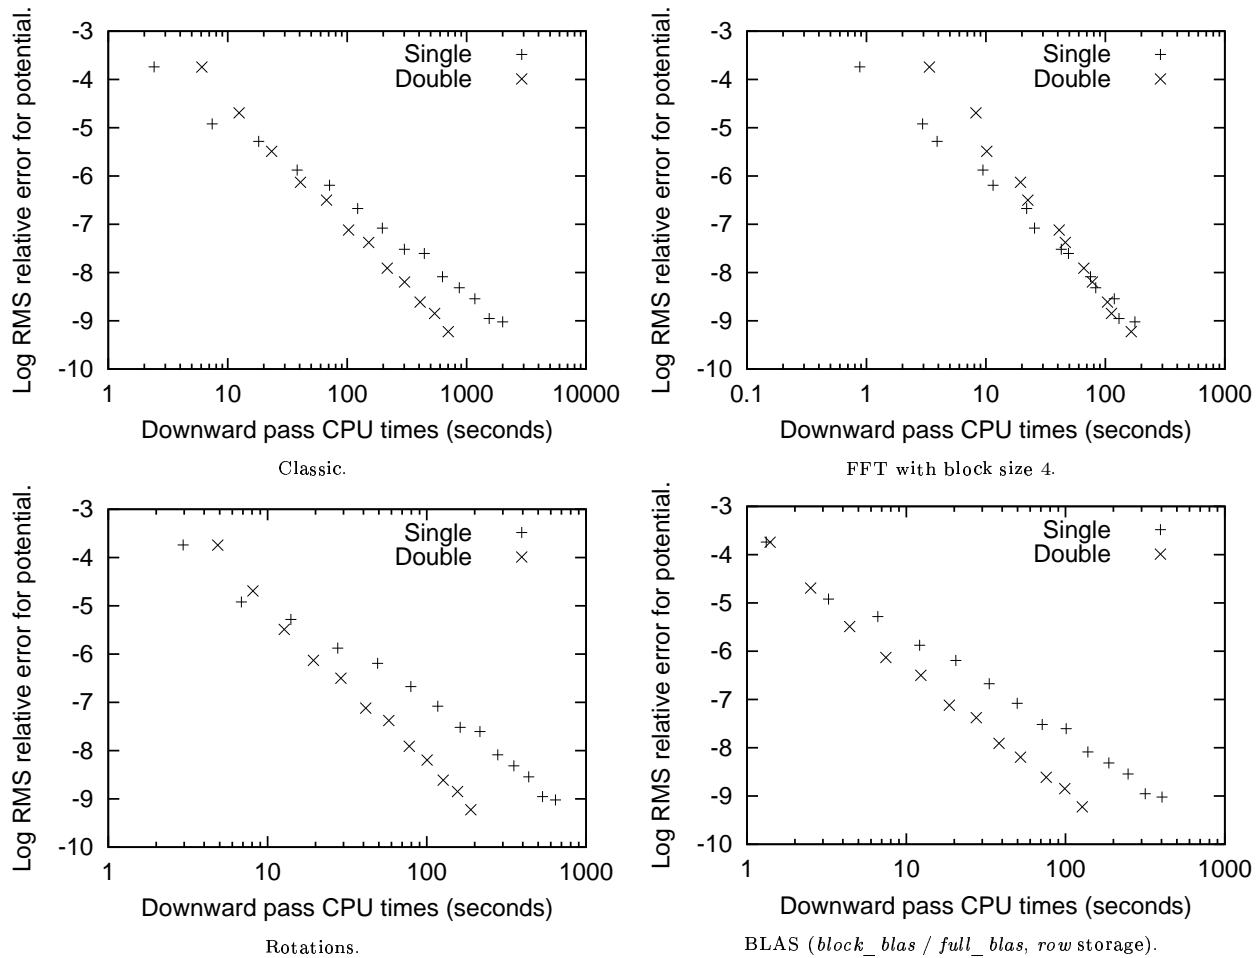 Log RMS relative error for potential.
-3
-4
-5
-6
-7
-8
-9
-10
Single
Double
1 10 100 1000 10000
Downward pass CPU times (seconds)
Classic.
Log RMS relative error for potential.
-3
-4
-5
-6
-7
-8
-9
-10
Single
Double
0.1 1 10 100 1000
Downward pass CPU times (seconds)
FFT with block size 4.
Log RMS relative error for potential.
-3
-4
-5
-6
-7
-8
-9
-10
Single
Double
1 10 100 1000
Downward pass CPU times (seconds)
Rotations.
Log RMS relative error for potential.
-3
-4
-5
-6
-7
-8
-9
-10
Single
Double
1 10 100 1000
Downward pass CPU times (seconds)
BLAS (block_blas / full_blas, row storage).